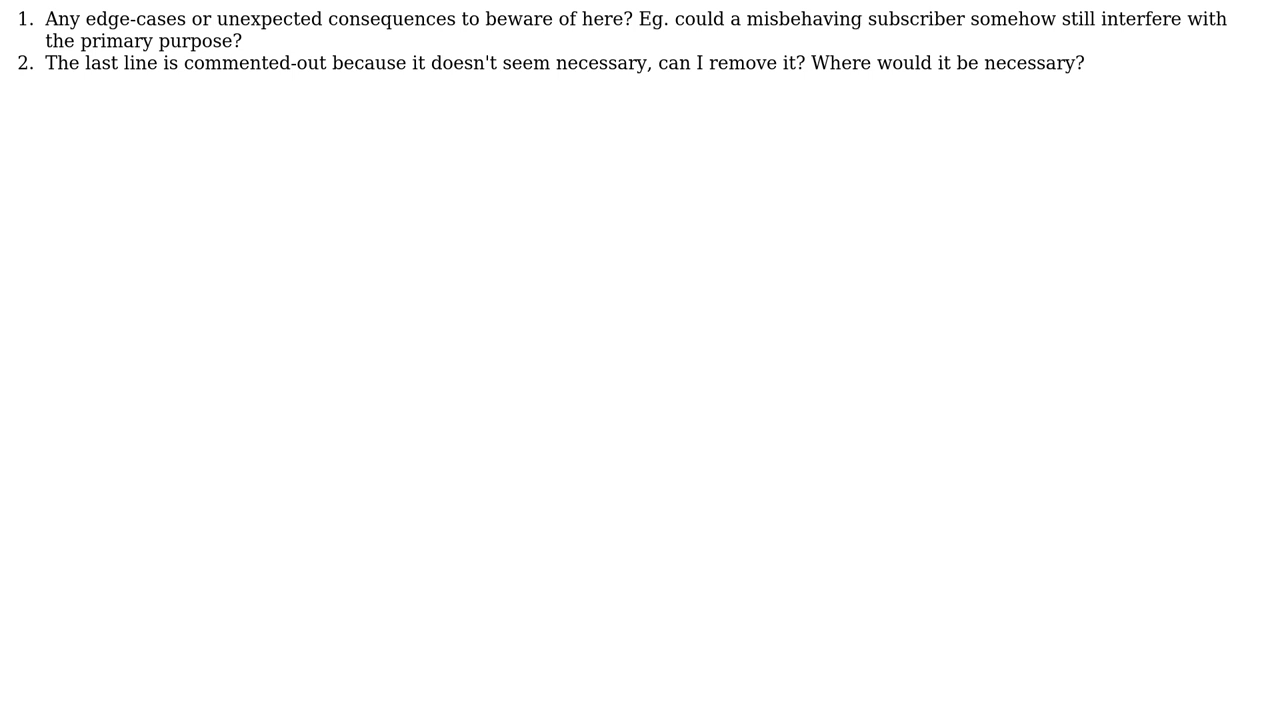 1. Any edge-cases or unexpected consequences to beware of here? Eg. could a misbehaving subscriber somehow still interfere with
the primary purpose?
2. The last line is commented-out because it doesn't seem necessary, can I remove it? Where would it be necessary?